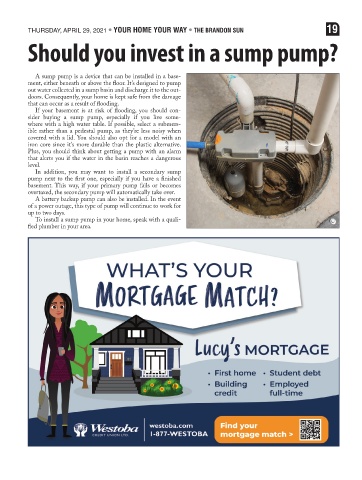 THURSDAY, APRIL 29, 2021 • YOUR HOME YOUR WAY • THE BRANDON SUN 19
Should you invest in a sump pump?
A sump pump is a device that can be installed in a base-
ment, either beneath or above the floor. It's designed to pump
out water collected in a sump basin and discharge it to the out-
doors. Consequently, your home is kept safe from the damage
that can occur as a result of flooding.
If your basement is at risk of flooding, you should con-
sider buying a sump pump, especially if you live some-
where with a high water table. If possible, select a submers-
ible rather than a pedestal pump, as they're less noisy when
covered with a lid. You should also opt for a model with an
iron core since it's more durable than the plastic alternative.
Plus, you should think about getting a pump with an alarm
that alerts you if the water in the basin reaches a dangerous
level.
In addition, you may want to install a secondary sump
pump next to the first one, especially if you have a finished
basement. This way, if your primary pump fails or becomes
overtaxed, the secondary pump will automatically take over.
A battery backup pump can also be installed. In the event
of a power outage, this type of pump will continue to work for
up to two days.
To install a sump pump in your home, speak with a quali-
fied plumber in your area.
WHAT'S YOUR
MORTGAGE MATCH?
Lucy's MORTGAGE
• First home • Student debt
• Building credit • Employed full-time
Westoba
CREDIT UNION LTD.
westoba.com
1-877-WESTOBA
Find your
mortgage match >